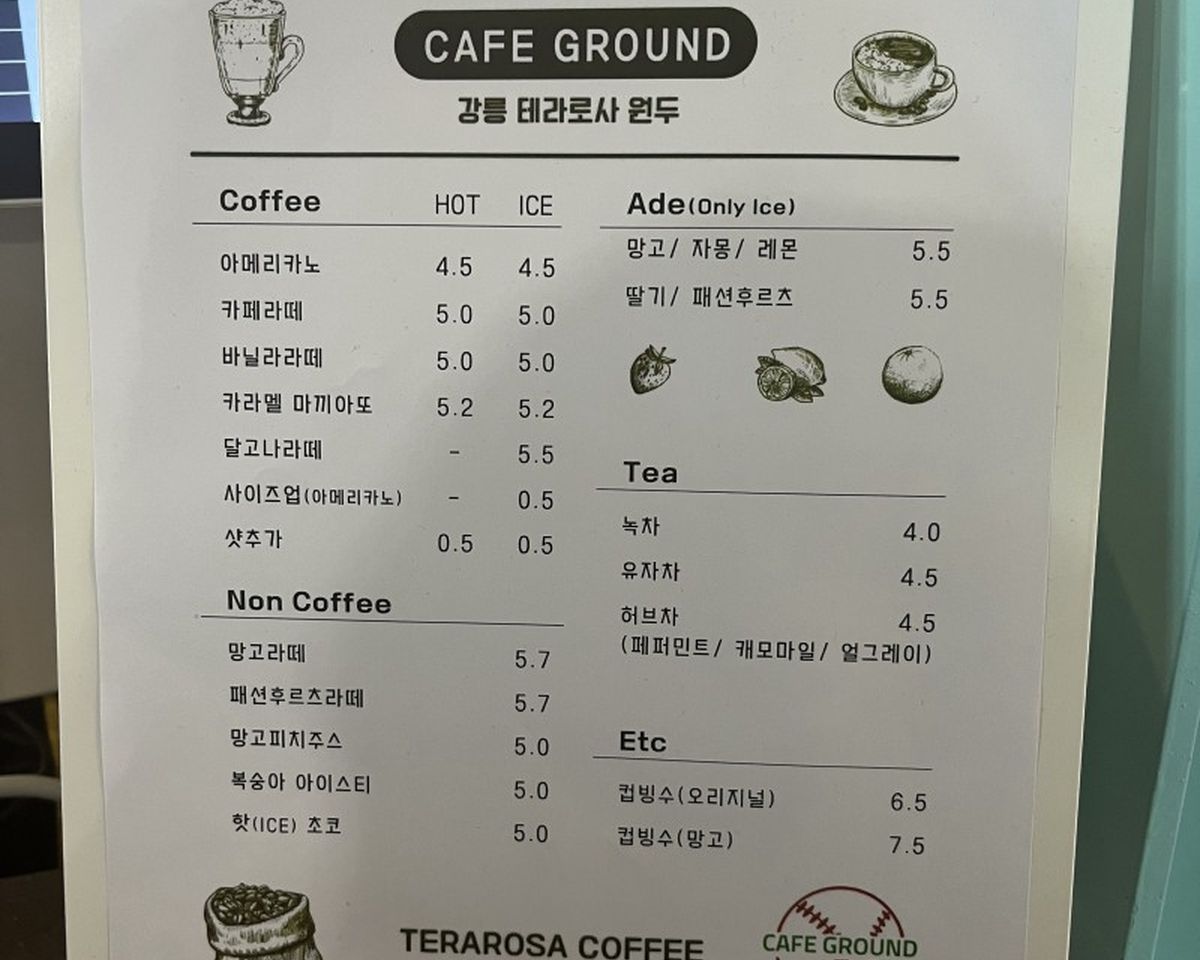 CAFE GROUND
강릉 테라로사 원두
Coffee HOT ICE
아메리카노 4.5 4.5
카페라떼 5.0 5.0
바닐라라떼 5.0 5.0
카라멜 마끼아또 5.2 5.2
달고나라떼 - 5.5
사이즈업(아메리카노) - 0.5
샷추가 0.5 0.5
Non Coffee
망고라떼 5.7
패션후르츠라떼 5.7
망고피치주스 5.0
복숭아 아이스티 5.0
핫(ICE) 초코 5.0
Ade(Only Ice)
망고/ 자몽/ 레몬 5.5
딸기/ 패션후르츠 5.5
Tea
녹차 4.0
유자차 4.5
허브차 4.5
(페퍼민트/ 캐모마일/ 얼그레이)
Etc
컵빙수(오리지널) 6.5
컵빙수(망고) 7.5
TERAROSA COFFEE
CAFE GROUND